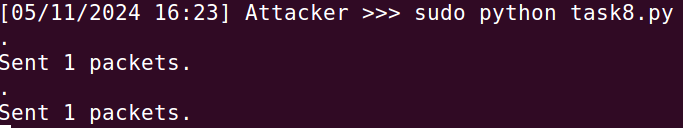 [05/11/2024 16:23] Attacker >>> sudo python task8.py
.
Sent 1 packets.
.
Sent 1 packets.